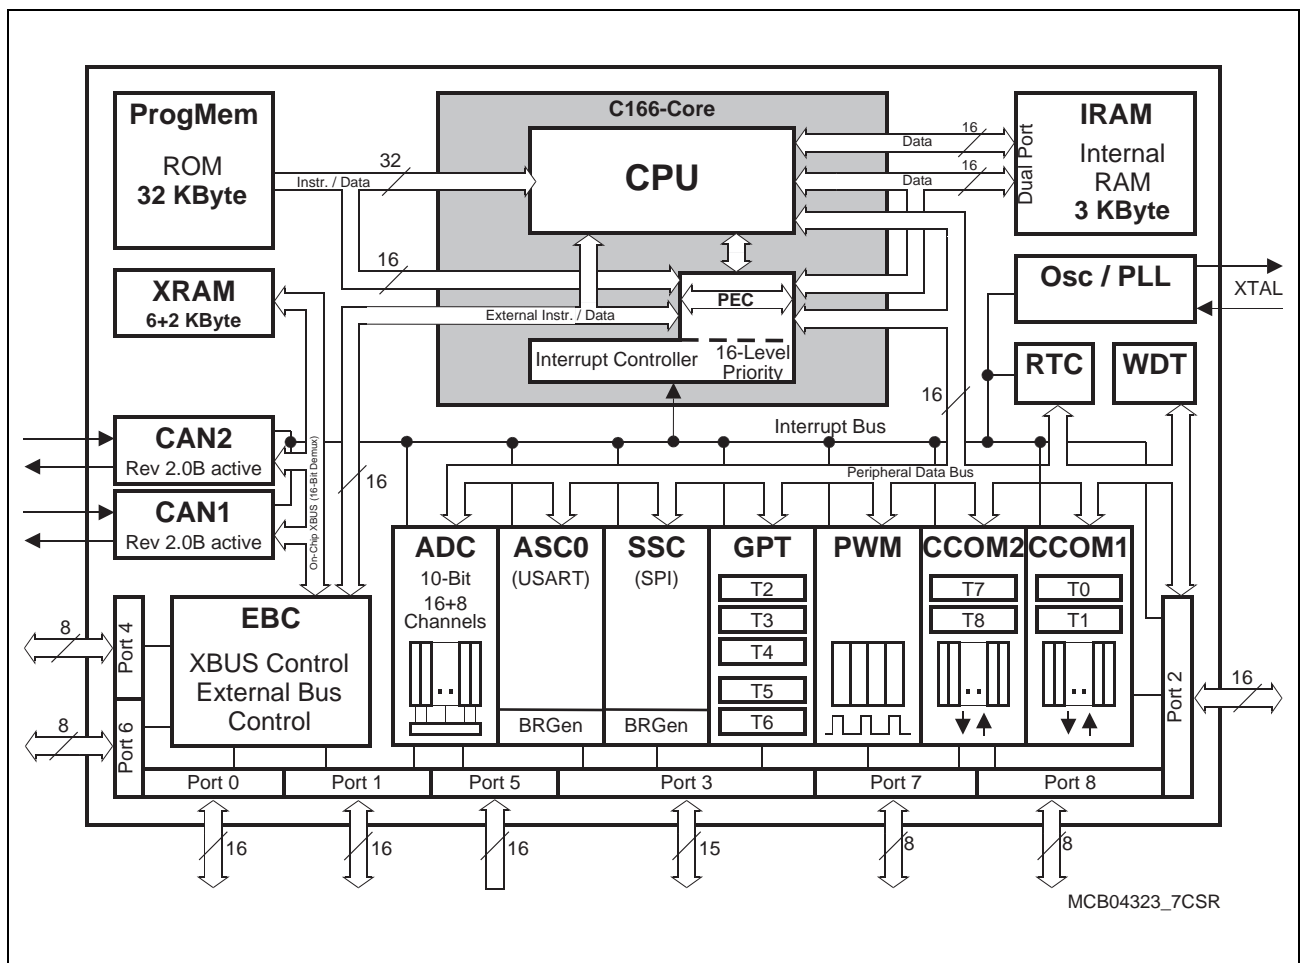 C166-Core
ProgMem
ROM
32 KByte
32
Instr. / Data
CPU
16
Data
16
Data
Dual Port
IRAM
Internal
RAM
3 KByte
16
XRAM
6+2 KByte
External Instr. / Data
PEC
Interrupt Controller
16-Level
Priority
Osc / PLL
XTAL
RTC
WDT
16
Interrupt Bus
Peripheral Data Bus
CAN2
Rev 2.0B active
CAN1
Rev 2.0B active
On-Chip XBUS (16-Bit Demux)
16
EBC
XBUS Control
External Bus
Control
ADC
10-Bit
16+8
Channels
ASC0
(USART)
BRGen
SSC
(SPI)
BRGen
GPT
T2
T3
T4
T5
T6
PWM
CCOM2
T7
T8
CCOM1
T0
T1
8
Port 4
8
Port 6
Port 2
16
Port 0
Port 1
Port 5
Port 3
Port 7
Port 8
16
16
16
15
8
8
MCB04323_7CSR